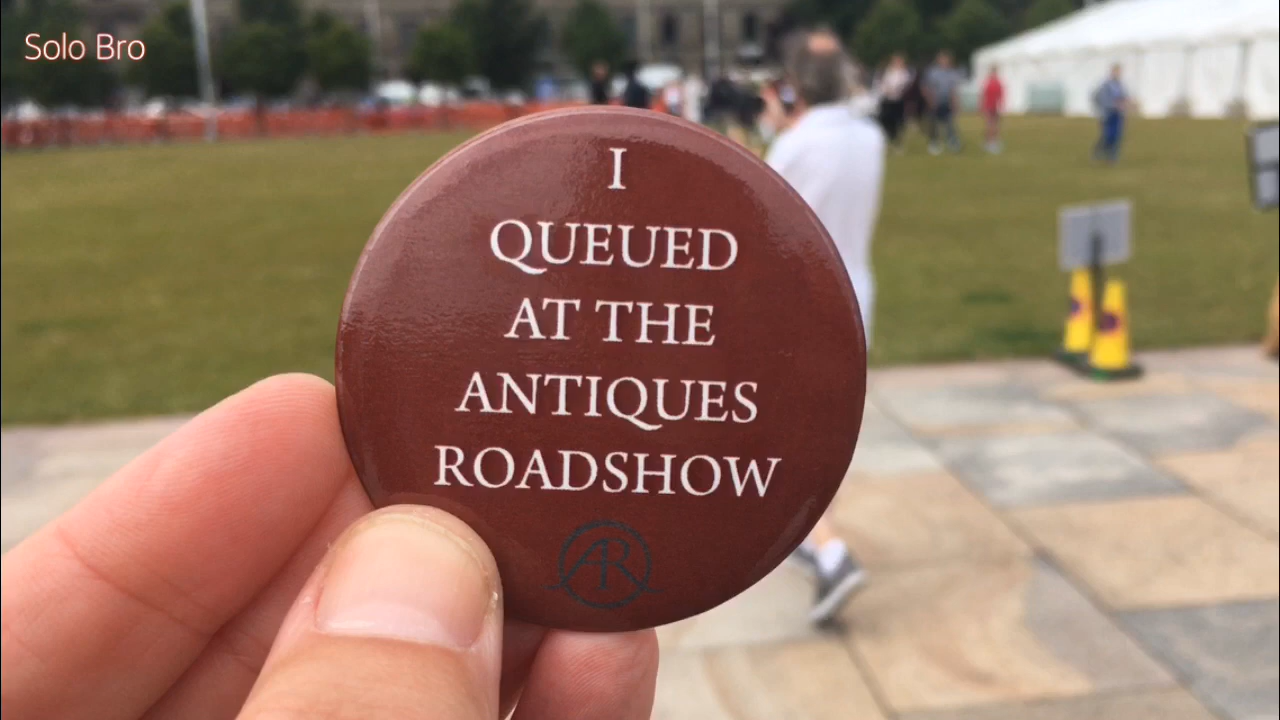 Solo Bro
I
QUEUED
AT THE
ANTIQUES
ROADSHOW
AR